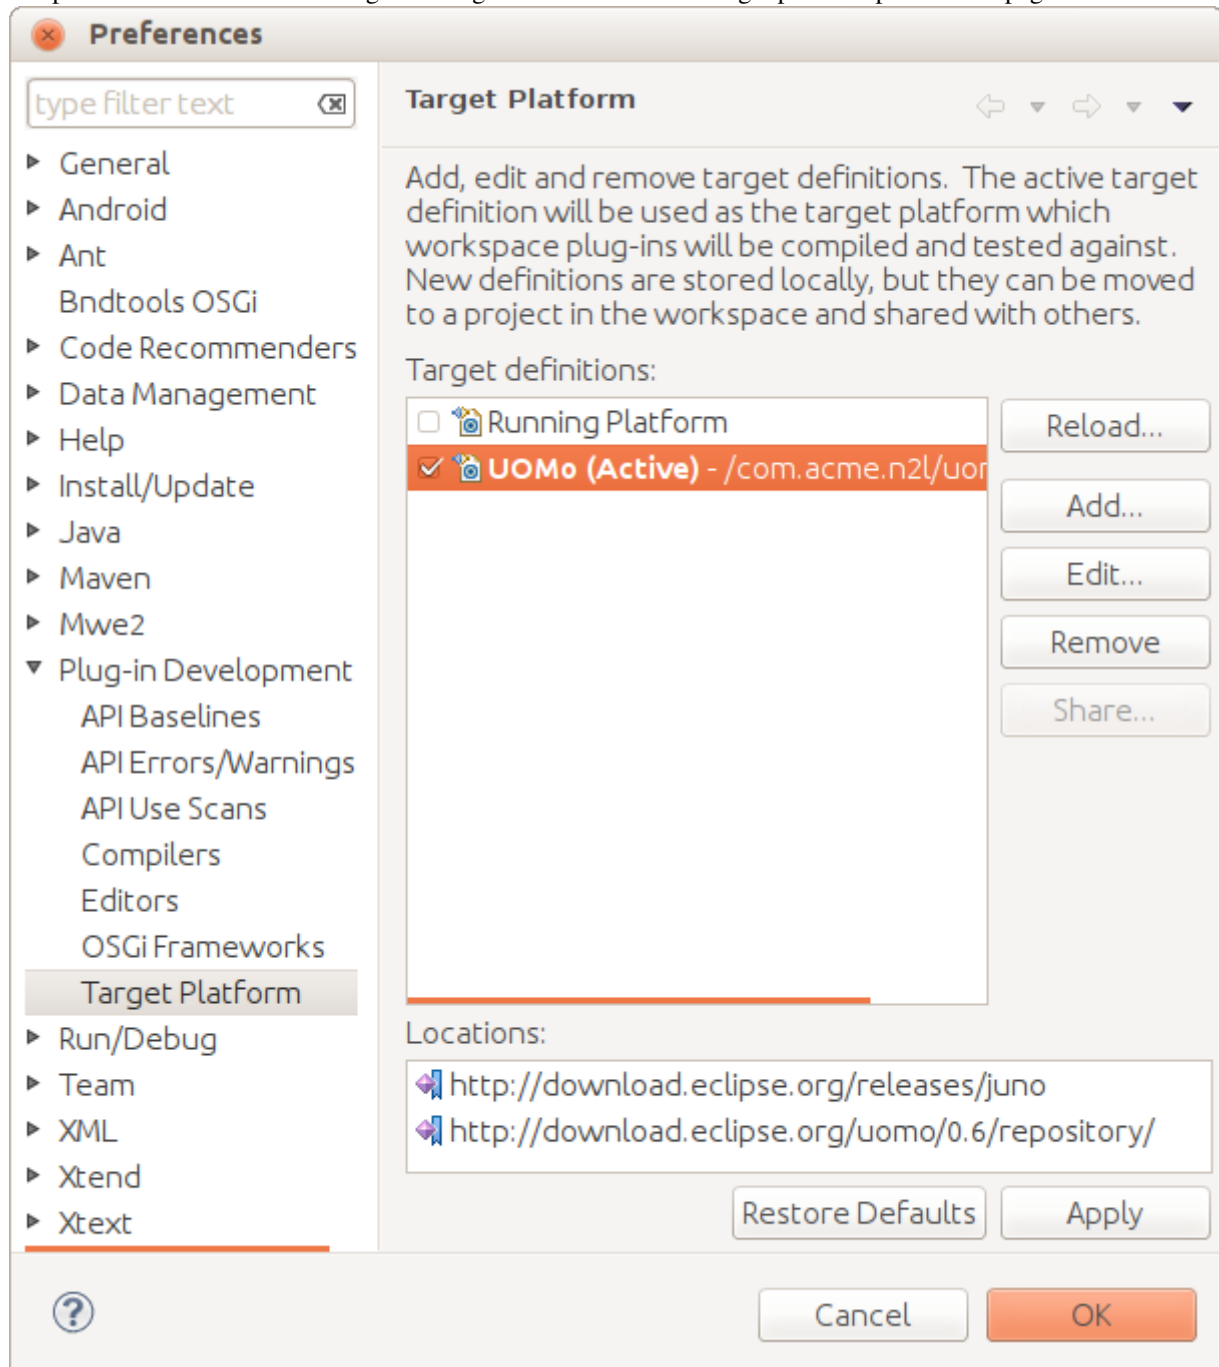 Preferences
type filter text
General
Android
Ant
Bndtools OSGi
Code Recommenders
Data Management
Help
Install/Update
Java
Maven
Mwe2
Plug-in Development
API Baselines
API Errors/Warnings
API Use Scans
Compilers
Editors
OSGi Frameworks
Target Platform
Run/Debug
Team
XML
Xtend
Xtext
Target Platform
Add, edit and remove target definitions.  The active target
definition will be used as the target platform which
workspace plug-ins will be compiled and tested against.
New definitions are stored locally, but they can be moved
to a project in the workspace and shared with others.
Target definitions:
Running Platform
UOMo (Active) - /com.acme.n2l/uor
Reload...
Add...
Edit...
Remove
Share...
Locations:
http://download.eclipse.org/releases/juno
http://download.eclipse.org/uomo/0.6/repository/
Restore Defaults
Apply
Cancel
OK